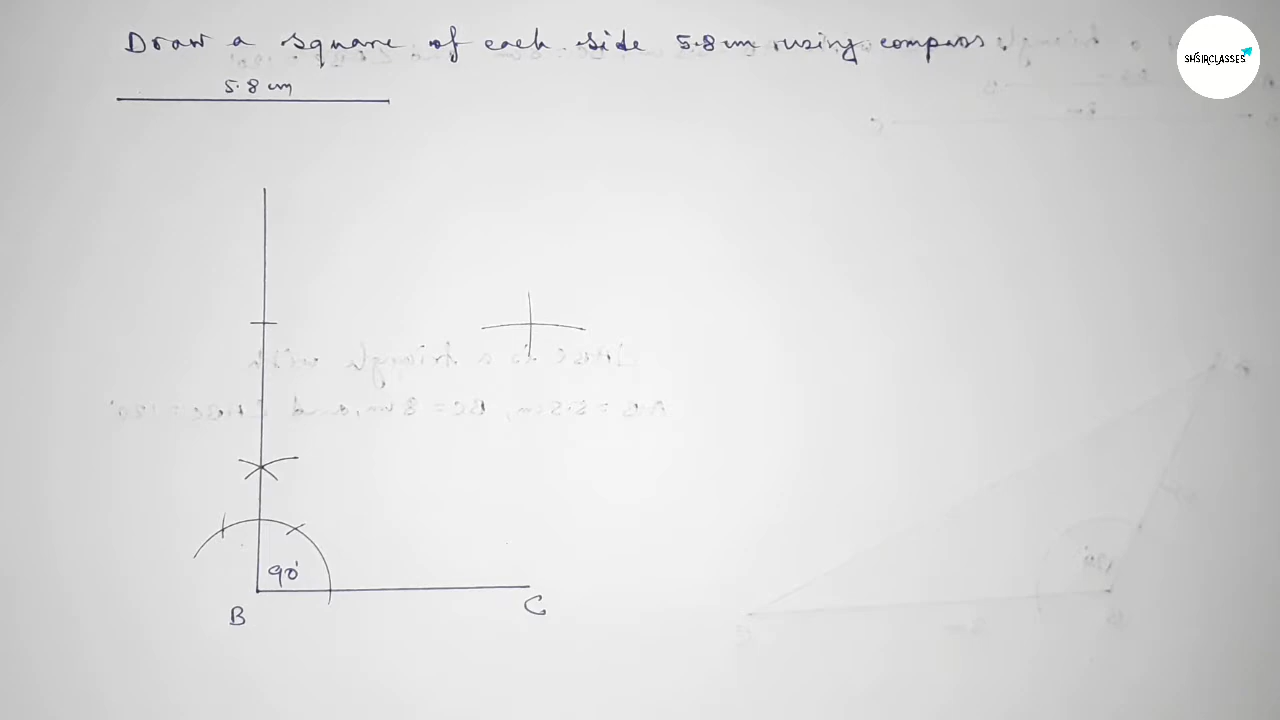 Draw a square of each side 5.8 cm using compass.
SHSIRCLASSES
5.8 cm
90°
B
C